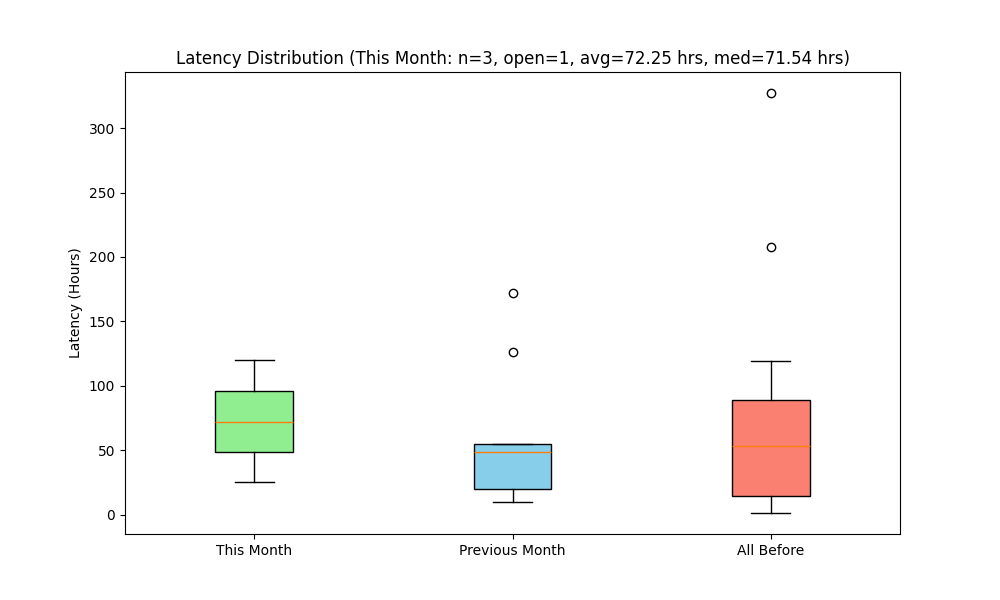 Latency Distribution (This Month: n=3, open=1, avg=72.25 hrs, med=71.54 hrs)
Latency (Hours)
300
250
200
150
100
50
0
This Month
Previous Month
All Before